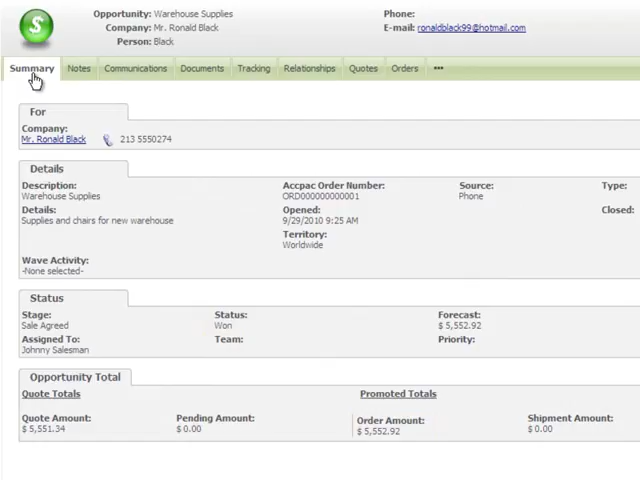 Opportunity: Warehouse Supplies
Company: Mr. Ronald Black
Person: Black
Phone:
E-mail: ronaldblack99@hotmail.com
Summary Notes Communications Documents Tracking Relationships Quotes Orders •••
For
Company:
Mr. Ronald Black 213 5550274
Details
Description: Accpac Order Number: Source: Type:
Warehouse Supplies ORD000000000001 Phone
Details: Opened: Closed:
Supplies and chairs for new warehouse 9/29/2010 9:25 AM
Territory:
Worldwide
Wave Activity:
-None selected-
Status
Stage: Status: Forecast:
Sale Agreed Won $ 5,552.92
Assigned To: Team: Priority:
Johnny Salesman
Opportunity Total
Quote Totals Promoted Totals
Quote Amount: Pending Amount: Order Amount: Shipment Amount:
$ 5,551.34 $ 0.00 $ 5,552.92 $ 0.00